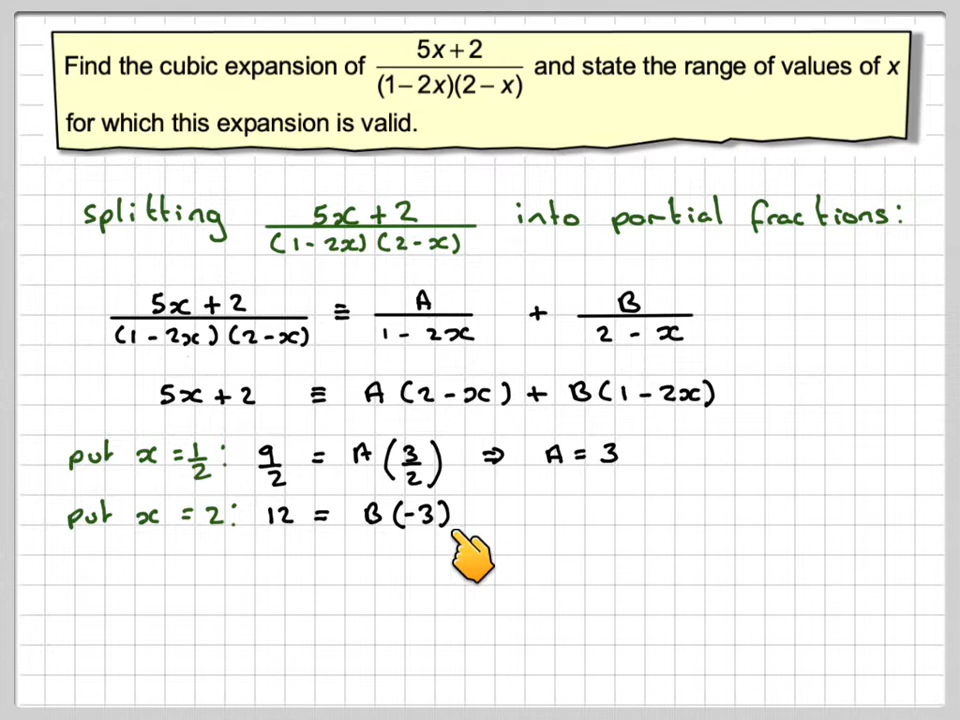 Find the cubic expansion of (5x+2)/((1–2x)(2–x)) and state the range of values of x
for which this expansion is valid.
splitting (5x+2)/((1-2x)(2-x)) into partial fractions:
(5x+2)/((1-2x)(2-x)) ≡ A/(1-2x) + B/(2-x)
5x+2 ≡ A(2-x) + B(1-2x)
put x = 1/2 : 9/2 = A(3/2) ⇒ A = 3
put x = 2 : 12 = B(-3)